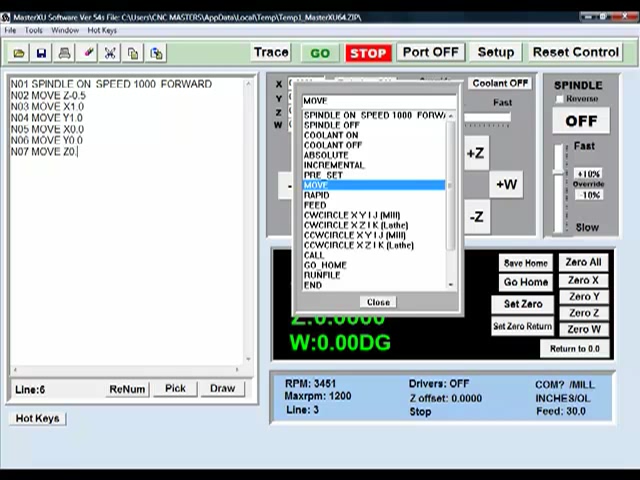 MasterXU Software Ver 54s File: C:\Users\CNC MASTERS\AppData\Local\Temp\Temp1_MasterXU64.ZIP\
File Tools Window Hot Keys
Trace GO STOP Port OFF Setup Reset Control
N01 SPINDLE ON SPEED 1000 FORWARD
N02 MOVE Z-0.5
N03 MOVE X1.0
N04 MOVE Y1.0
N05 MOVE X0.0
N06 MOVE Y0.0
N07 MOVE Z0.
Line:6 ReNum Pick Draw
Hot Keys
X
Y
Z
W
MOVE
SPINDLE ON SPEED 1000 FORWA
SPINDLE OFF
COOLANT ON
COOLANT OFF
ABSOLUTE
INCREMENTAL
PRE_SET
MOVE
RAPID
FEED
CWCIRCLE X Y I J (Mill)
CWCIRCLE X Z I K (Lathe)
CCWCIRCLE X Y I J (Mill)
CCWCIRCLE X Z I K (Lathe)
CALL
GO_HOME
RUNFILE
END
Close
Coolant OFF
Fast
+Z
+W
-Z
-
SPINDLE
Reverse
OFF
Fast
+10%
Override
-10%
Slow
Z:0.0000
W:0.00DG
Save Home Zero All
Go Home Zero X
Set Zero Zero Y
Zero Z
Set Zero Return Zero W
Return to 0.0
RPM: 3451 Drivers: OFF COM? /MILL
Maxrpm: 1200 Z offset: 0.0000 INCHES/OL
Line: 3 Stop Feed: 30.0